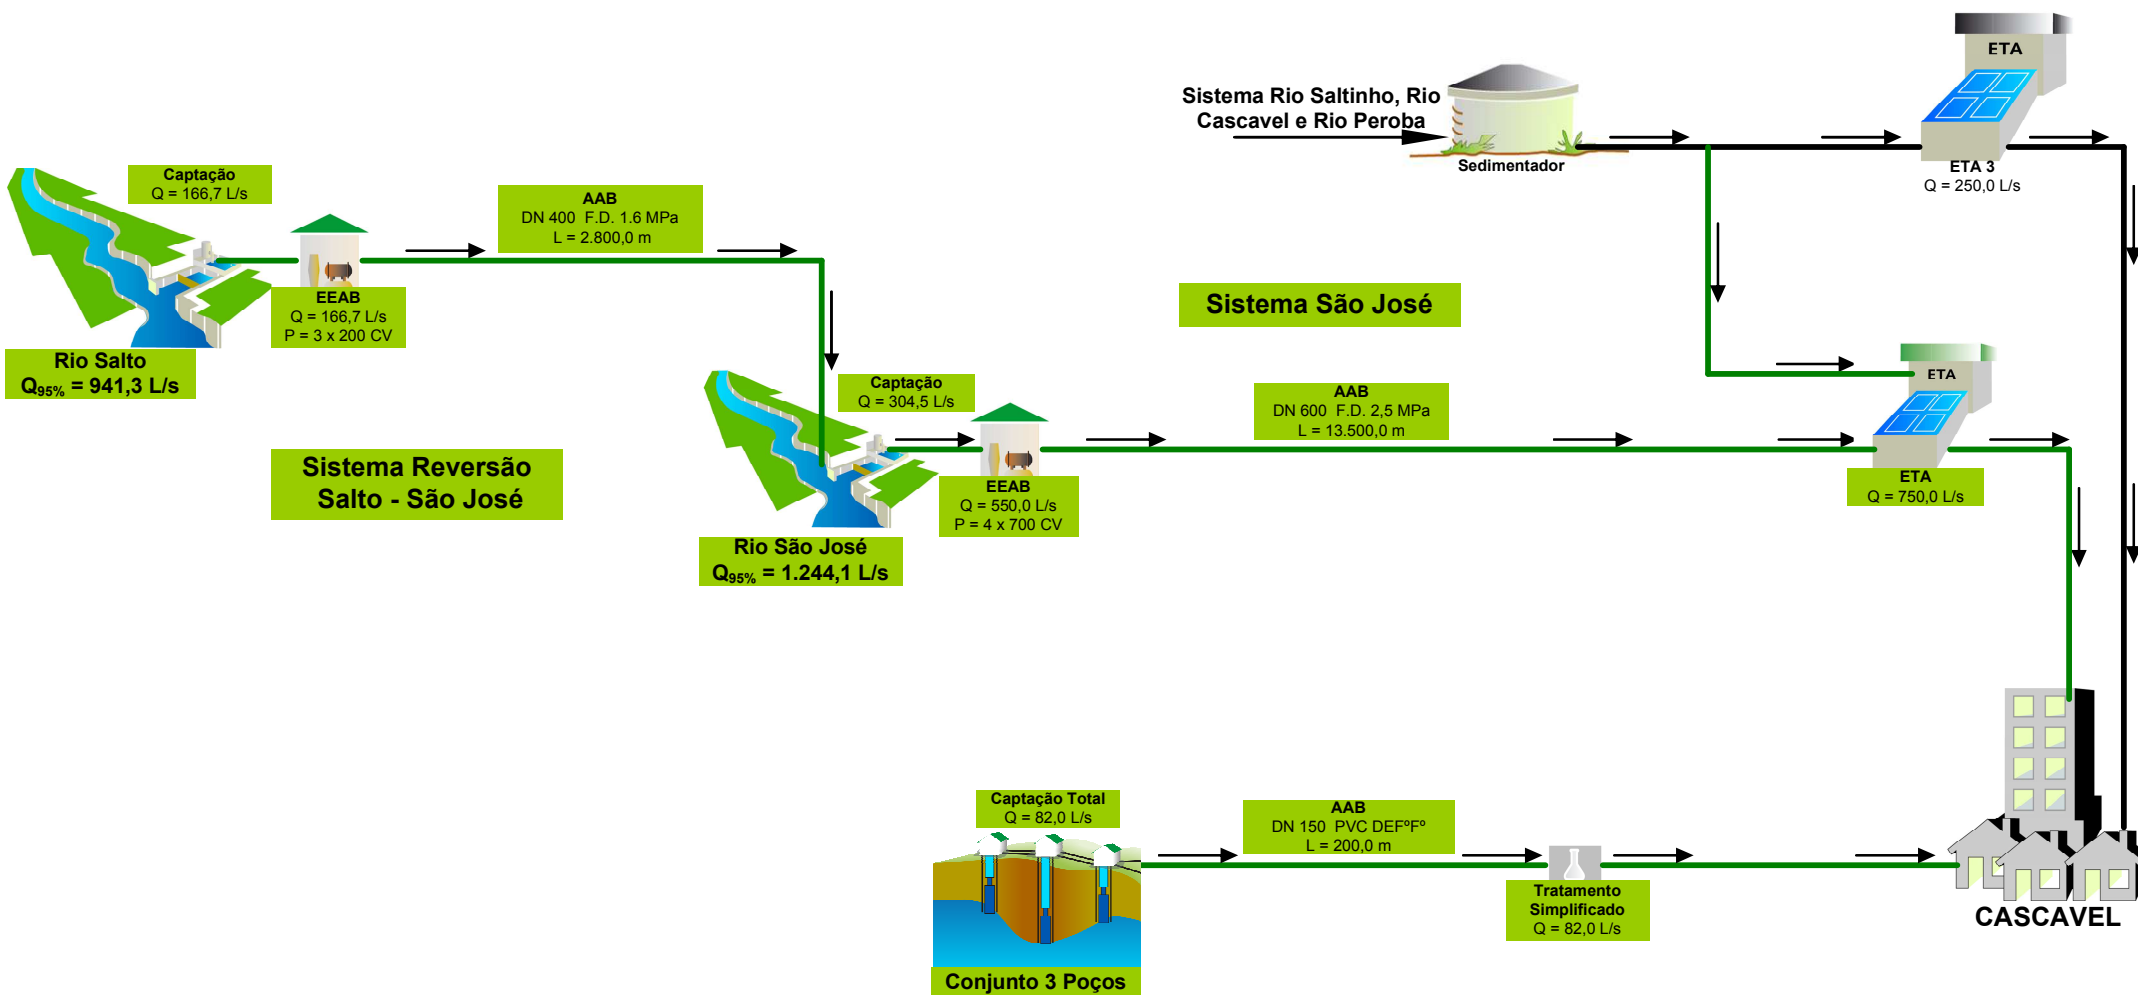 ETA
Sistema Rio Saltinho, Rio
Cascavel e Rio Peroba
Sedimentador
ETA 3
Q = 250,0 L/s
Captação
Q = 166,7 L/s
AAB
DN 400  F.D. 1.6 MPa
L = 2.800,0 m
EEAB
Q = 166,7 L/s
P = 3 x 200 CV
Rio Salto
Q95% = 941,3 L/s
Sistema São José
Captação
Q = 304,5 L/s
AAB
DN 600  F.D. 2,5 MPa
L = 13.500,0 m
ETA
ETA
Q = 750,0 L/s
Sistema Reversão
Salto - São José
EEAB
Q = 550,0 L/s
P = 4 x 700 CV
Rio São José
Q95% = 1.244,1 L/s
Captação Total
Q = 82,0 L/s
AAB
DN 150  PVC DEFºFº
L = 200,0 m
Tratamento
Simplificado
Q = 82,0 L/s
CASCAVEL
Conjunto 3 Poços